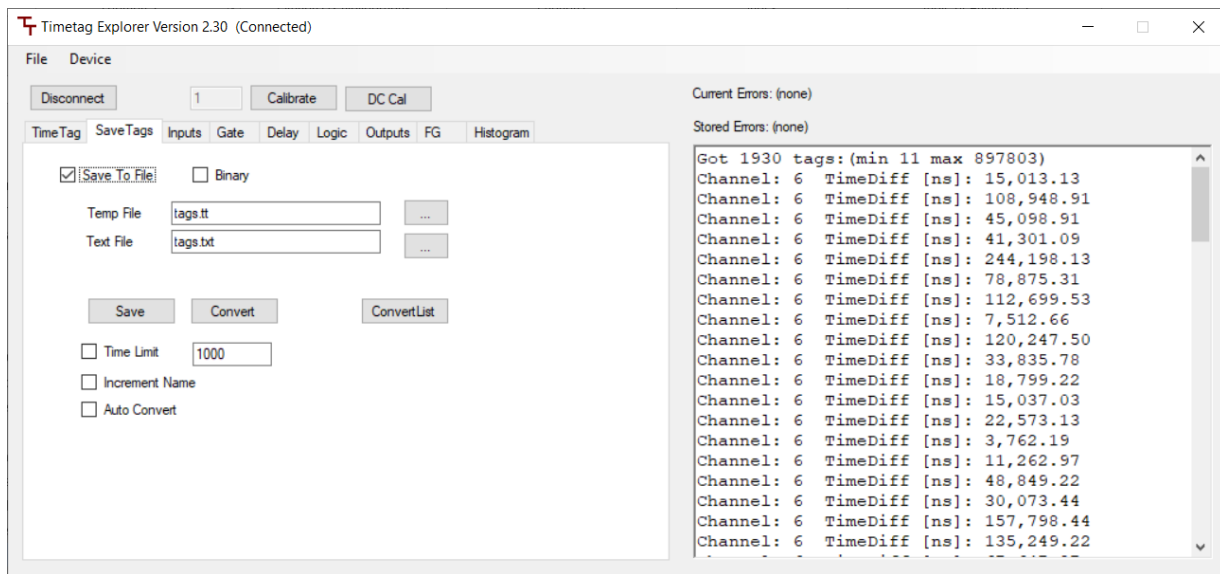 Timetag Explorer Version 2.30 (Connected)
File Device
Disconnect 1 Calibrate DC Cal
TimeTag SaveTags Inputs Gate Delay Logic Outputs FG Histogram
Save To File Binary
Temp File tags.tt ...
Text File tags.txt ...
Save Convert ConvertList
Time Limit 1000
Increment Name
Auto Convert
Current Errors: (none)
Stored Errors: (none)
Got 1930 tags:(min 11 max 897803)
Channel: 6 TimeDiff [ns]: 15,013.13
Channel: 6 TimeDiff [ns]: 108,948.91
Channel: 6 TimeDiff [ns]: 45,098.91
Channel: 6 TimeDiff [ns]: 41,301.09
Channel: 6 TimeDiff [ns]: 244,198.13
Channel: 6 TimeDiff [ns]: 78,875.31
Channel: 6 TimeDiff [ns]: 112,699.53
Channel: 6 TimeDiff [ns]: 7,512.66
Channel: 6 TimeDiff [ns]: 120,247.50
Channel: 6 TimeDiff [ns]: 33,835.78
Channel: 6 TimeDiff [ns]: 18,799.22
Channel: 6 TimeDiff [ns]: 15,037.03
Channel: 6 TimeDiff [ns]: 22,573.13
Channel: 6 TimeDiff [ns]: 3,762.19
Channel: 6 TimeDiff [ns]: 11,262.97
Channel: 6 TimeDiff [ns]: 48,849.22
Channel: 6 TimeDiff [ns]: 30,073.44
Channel: 6 TimeDiff [ns]: 157,798.44
Channel: 6 TimeDiff [ns]: 135,249.22